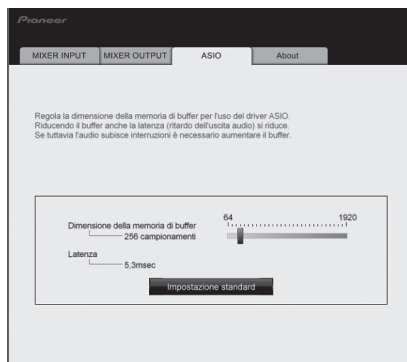 Pioneer
MIXER INPUT MIXER OUTPUT ASIO About
Regola la dimensione della memoria di buffer per l'uso del driver ASIO.
Riducendo il buffer anche la latenza (ritardo dell'uscita audio) si riduce.
Se tuttavia l'audio subisce interruzioni é necessario aumentare il buffer.
64 1920
Dimensione della memoria di buffer
256 campionamenti
Latenza
5,3msec
Impostazione standard